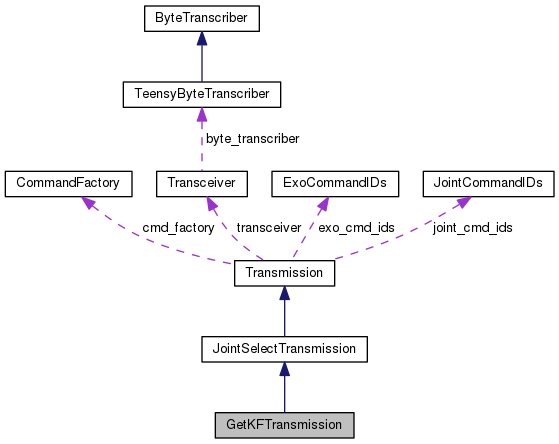 ByteTranscriber
TeensyByteTranscriber
byte_transcriber
CommandFactory
Transceiver
ExoCommandIDs
JointCommandIDs
cmd_factory
transceiver
exo_cmd_ids
joint_cmd_ids
Transmission
JointSelectTransmission
GetKFTransmission